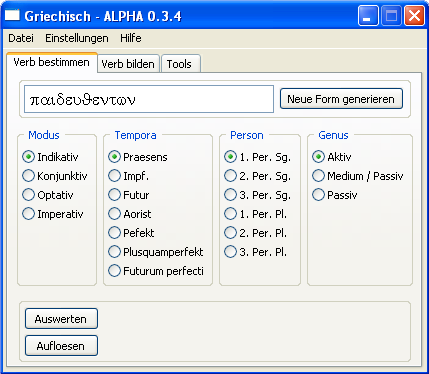 Griechisch - ALPHA 0.3.4
Datei Einstellungen Hilfe
Verb bestimmen Verb bilden Tools
παιδευϑεντων Neue Form generieren
Modus
Indikativ
Konjunktiv
Optativ
Imperativ
Tempora
Praesens
Impf.
Futur
Aorist
Pefekt
Plusquamperfekt
Futurum perfecti
Person
1. Per. Sg.
2. Per. Sg.
3. Per. Sg.
1. Per. Pl.
2. Per. Pl.
3. Per. Pl.
Genus
Aktiv
Medium / Passiv
Passiv
Auswerten
Aufloesen